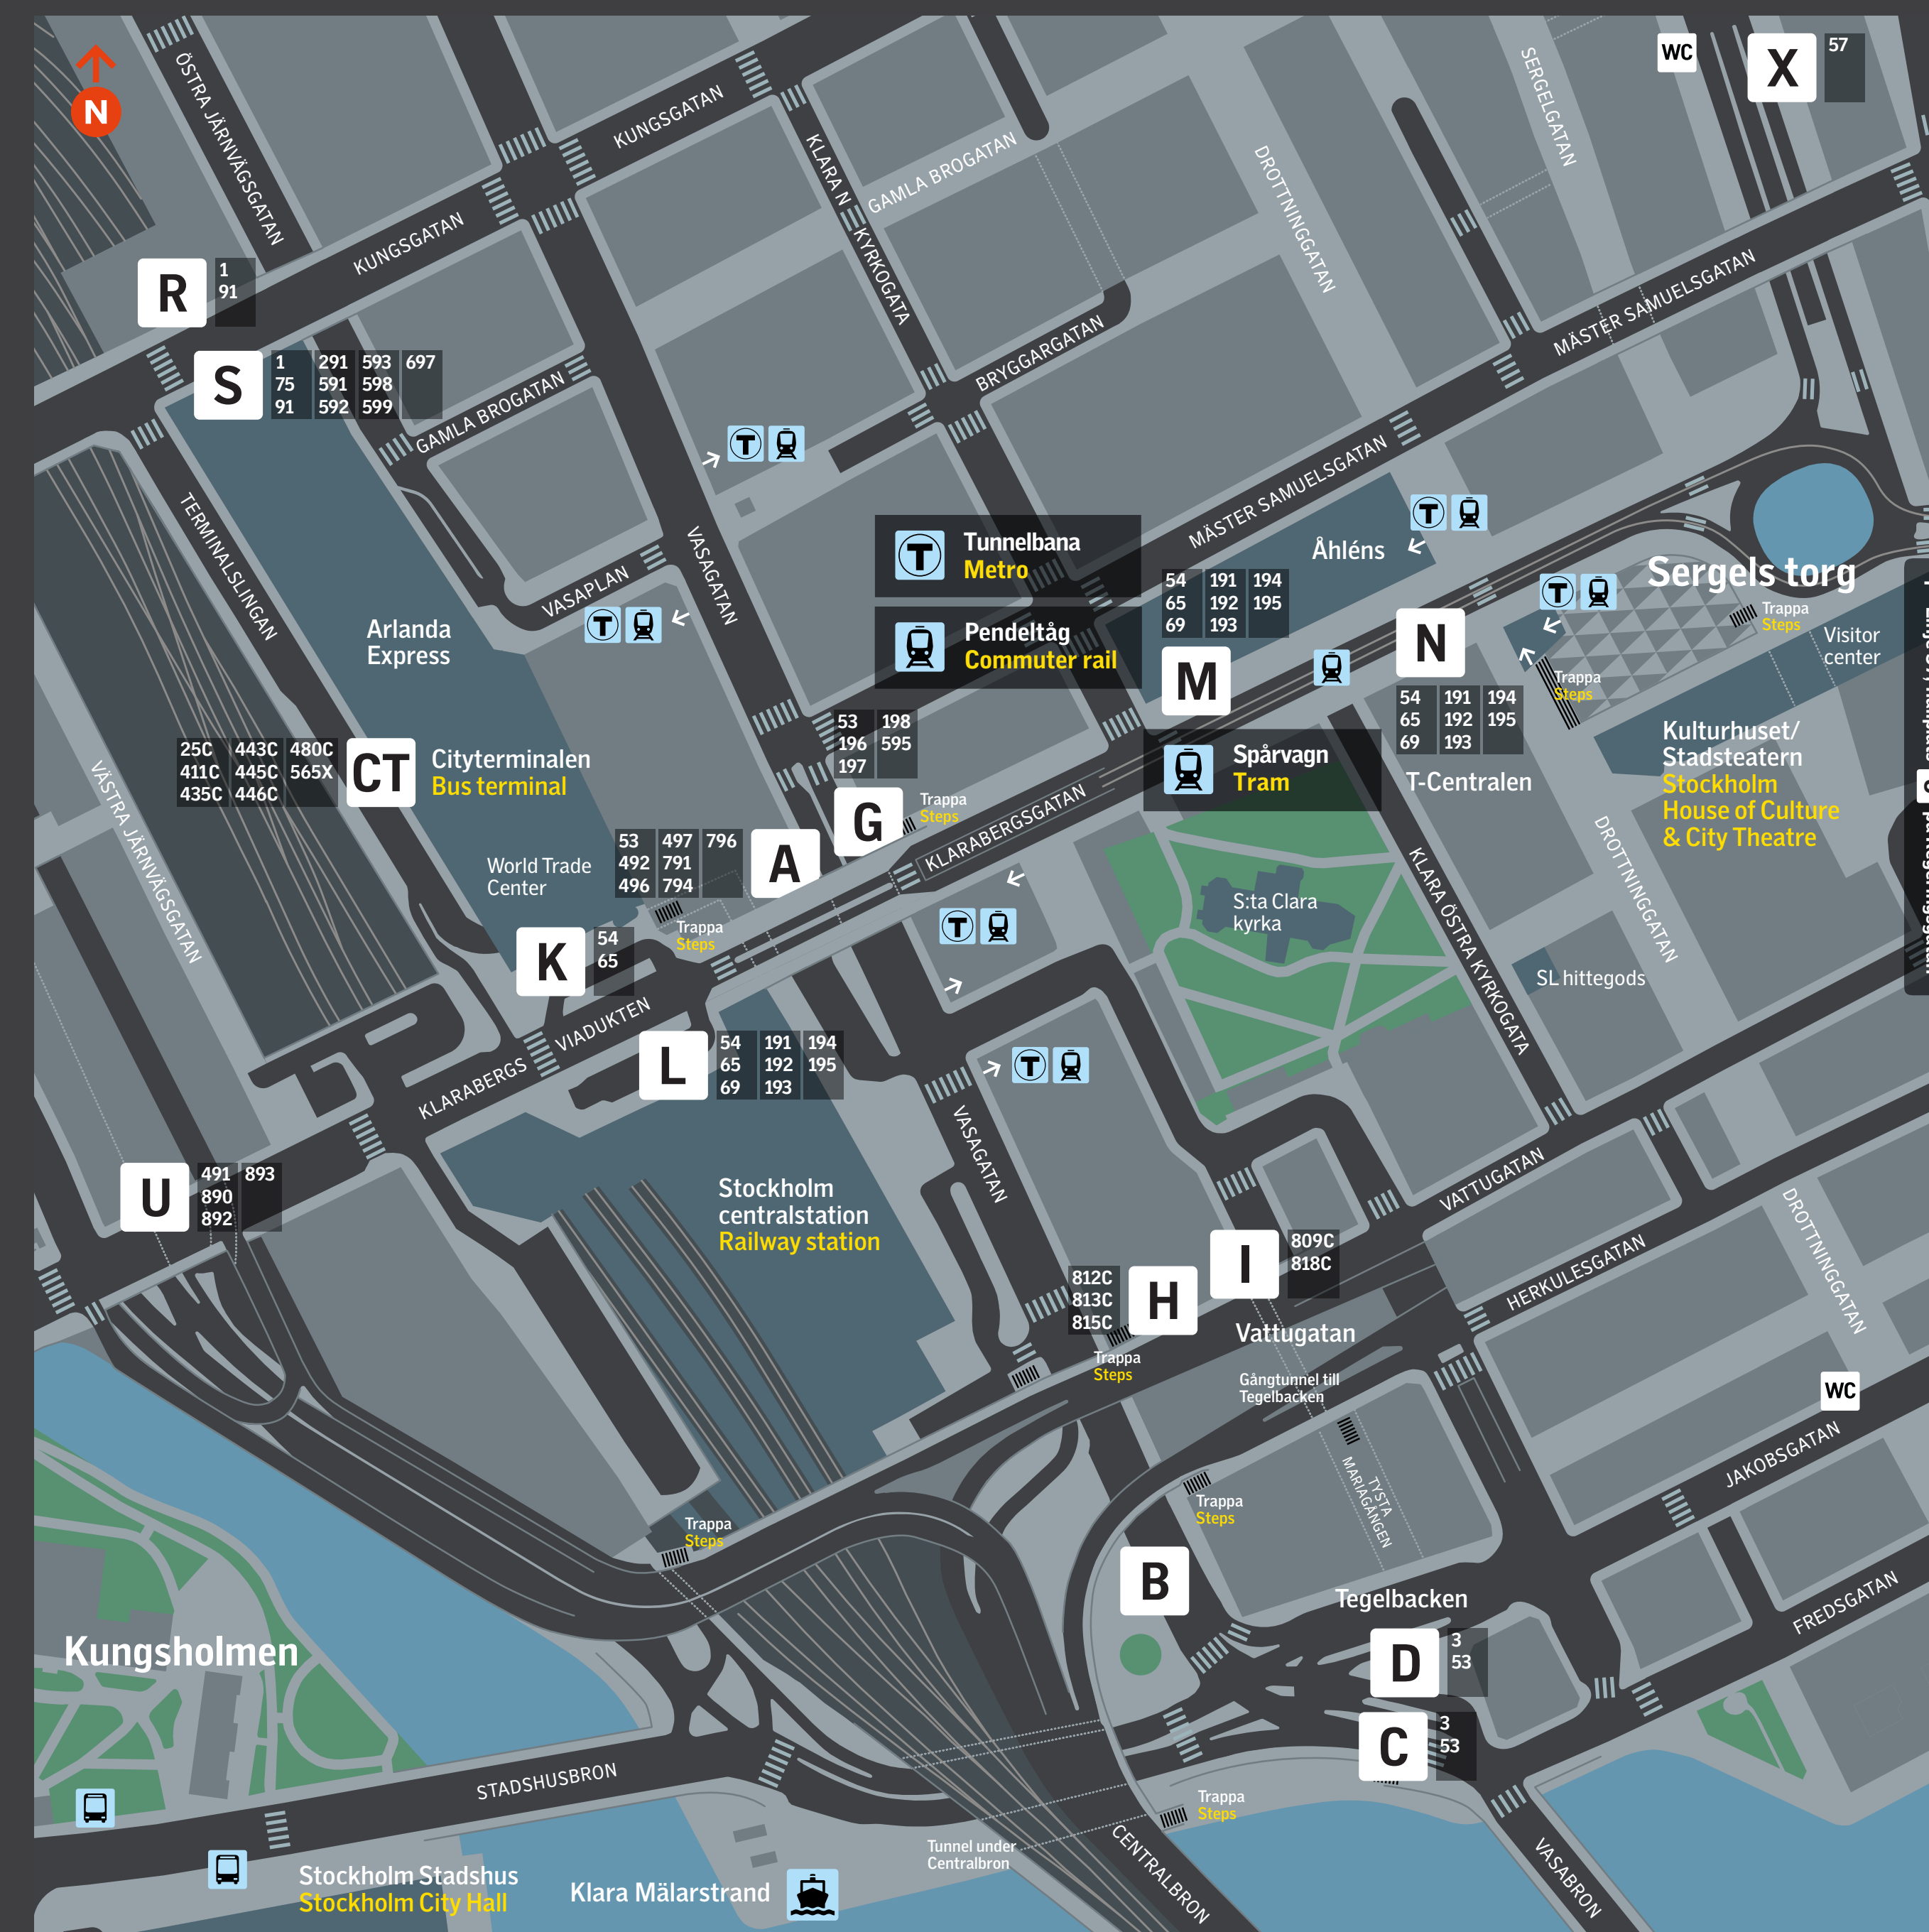 N
ÖSTRA JÄRNVÄGSGATAN
KUNGSGATAN
KUNGSGATAN
KLARA N KYRKOGATA
GAMLA BROGATAN
DROTTNINGGATAN
SERGELGATAN
WC
X
57
R
1
91
S
1 291 593 697
75 591 598
91 592 599
GAMLA BROGATAN
BRYGGARGATAN
MÄSTER SAMUELSGATAN
MÄSTER SAMUELSGATAN
TERMINALSLINGAN
VASAGATAN
VASAPLAN
T
T
T Tunnelbana
Metro
Pendeltåg
Commuter rail
Åhléns
T
Sergels torg
T
Trappa
Steps
Visitor
center
Trappa
Steps
54 191 194
65 192 195
69 193
M
N
54 191 194
65 192 195
69 193
T-Centralen
Spårvagn
Tram
Kulturhuset/
Stadsteatern
Stockholm
House of Culture
& City Theatre
Arlanda
Express
25C 443C 480C
411C 445C 565X
435C 446C
CT
Cityterminalen
Bus terminal
53 198
196 595
197
G
Trappa
Steps
KLARABERGSGATAN
VÄSTRA JÄRNVÄGSGATAN
World Trade
Center
53 497 796
492 791
496 794
A
Trappa
Steps
K
54
65
T
S:ta Clara
kyrka
KLARA ÖSTRA KYRKOGATA
DROTTNINGGATAN
SL hittegods
KLARABERGS VIADUKTEN
L
54 191 194
65 192 195
69 193
T
VASAGATAN
U
491 893
890
892
Stockholm
centralstation
Railway station
VATTUGATAN
HERKULESGATAN
DROTTNINGGATAN
I
809C
818C
812C
813C
815C
H
Trappa
Steps
Vattugatan
Gångtunnel till
Tegelbacken
WC
JAKOBSGATAN
TYSTA
MARIAGÅNGEN
Trappa
Steps
Trappa
Steps
B
Tegelbacken
FREDSGATAN
D
3
53
C
3
53
Kungsholmen
STADSHUSBRON
Trappa
Steps
Tunnel under
Centralbron
CENTRALBRON
VASABRON
Stockholm Stadshus
Stockholm City Hall
Klara Mälarstrand